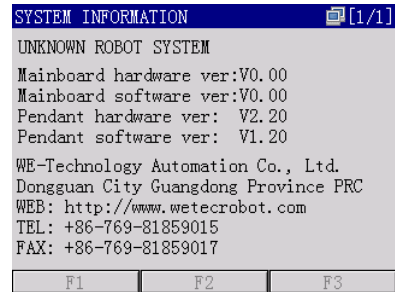 SYSTEM INFORMATION [1/1]
UNKNOWN ROBOT SYSTEM
Mainboard hardware ver:V0.00
Mainboard software ver:V0.00
Pendant hardware ver: V2.20
Pendant software ver: V1.20
WE-Technology Automation Co., Ltd.
Dongguan City Guangdong Province PRC
WEB: http://www.wetecrobot.com
TEL: +86-769-81859015
FAX: +86-769-81859017
F1 F2 F3